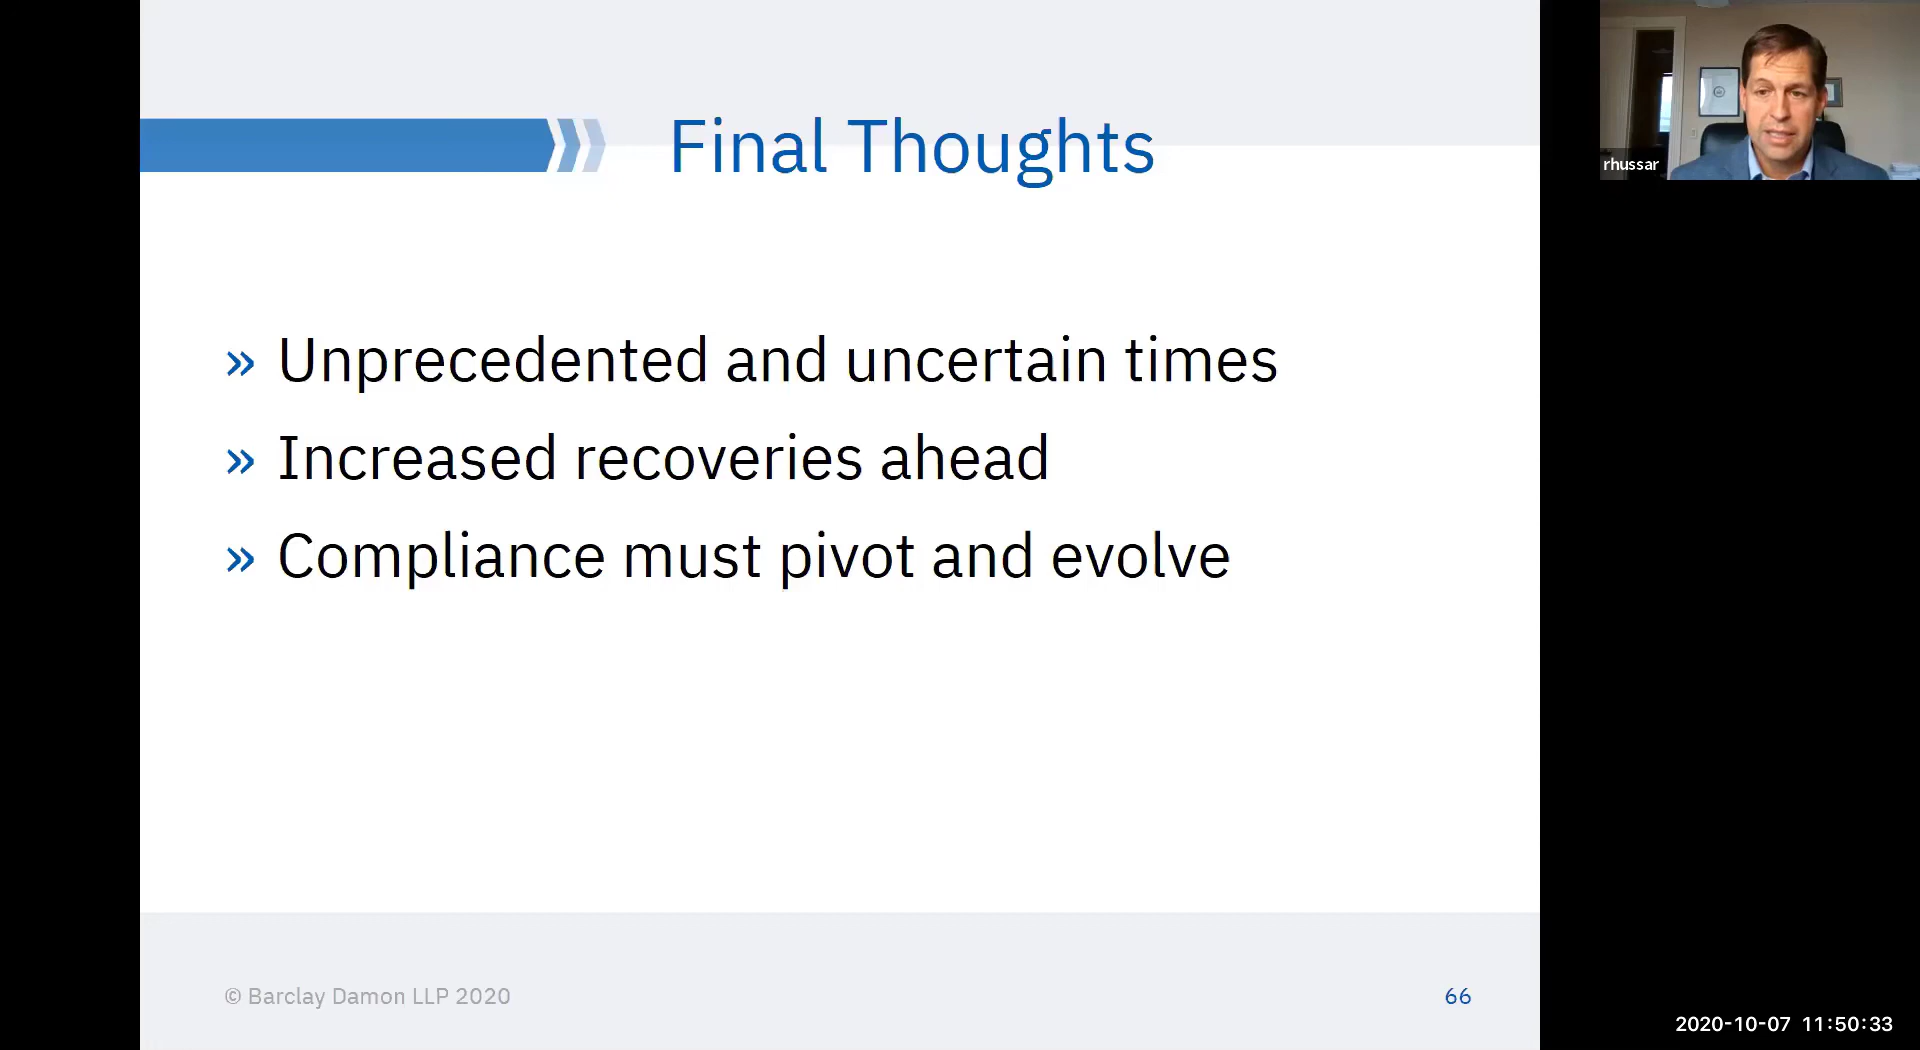 Final Thoughts
rhussar
» Unprecedented and uncertain times
» Increased recoveries ahead
» Compliance must pivot and evolve
© Barclay Damon LLP 2020
66
2020-10-07 11:50:33